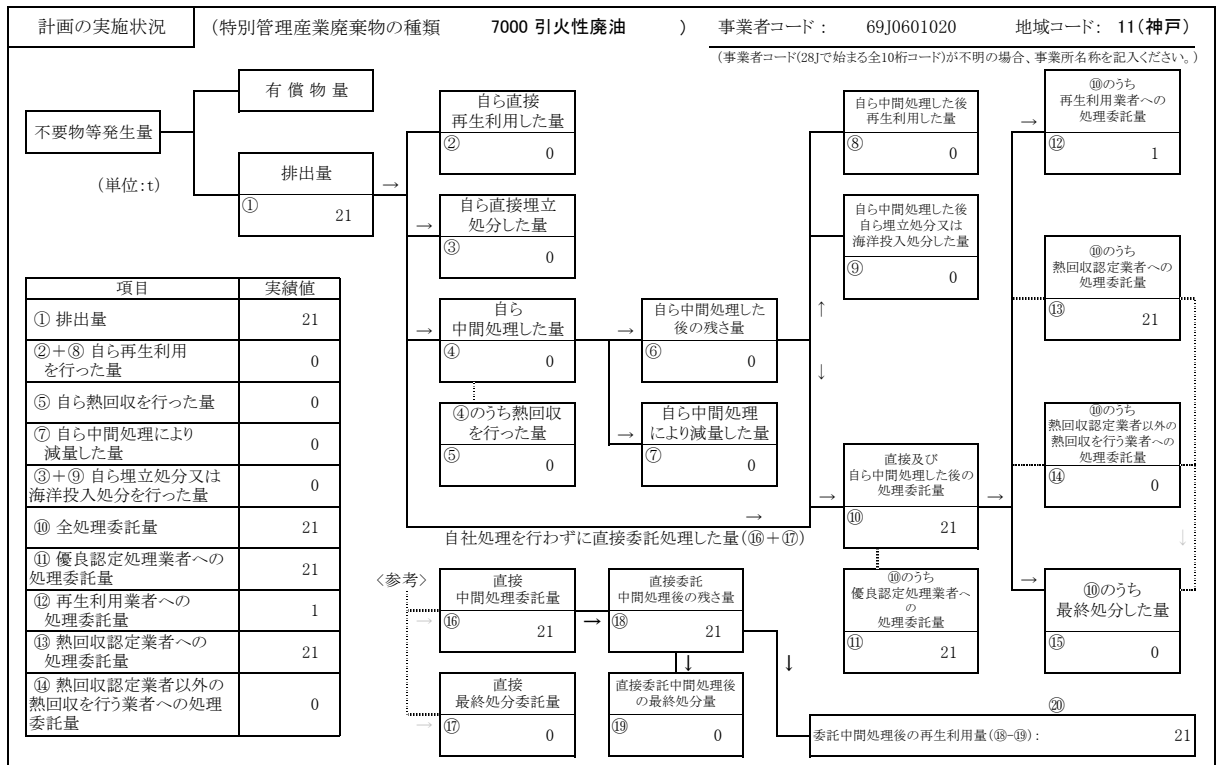 計画の実施状況 (特別管理産業廃棄物の種類 7000 引火性廃油 ) 事業者コード： 69J0601020 地域コード： 11(神戸)
(事業者コード(28Jで始まる全10桁コード)が不明の場合、事業所名称を記入ください。)
不要物等発生量
(単位:t)
有償物量
排出量
① 21
→
自ら直接
再生利用した量
② 0
→
自ら直接埋立
処分した量
③ 0
→
自ら
中間処理した量
④ 0
④のうち熱回収
を行った量
⑤ 0
→
自ら中間処理した
後の残さ量
⑥ 0
→
自ら中間処理
により減量した量
⑦ 0
自ら中間処理した後
再生利用した量
⑧ 0
自ら中間処理した後
自ら埋立処分又は
海洋投入処分した量
⑨ 0
↑
↓
→
自社処理を行わずに直接委託処理した量(⑯+⑰)
→
直接及び
自ら中間処理した後の
処理委託量
⑩ 21
⑩のうち
優良認定処理業者へ
の
処理委託量
⑪ 21
→
→
⑩のうち
再生利用業者への
処理委託量
⑫ 1
⑩のうち
熱回収認定業者への
処理委託量
⑬ 21
⑩のうち
熱回収認定業者以外の
熱回収を行う業者への
処理委託量
⑭ 0
↓
→
⑩のうち
最終処分した量
⑮ 0
項目 実績値
① 排出量 21
②+⑧ 自ら再生利用
を行った量 0
⑤ 自ら熱回収を行った量 0
⑦ 自ら中間処理により
減量した量 0
③+⑨ 自ら埋立処分又は
海洋投入処分を行った量 0
⑩ 全処理委託量 21
⑪ 優良認定処理業者への
処理委託量 21
⑫ 再生利用業者への
処理委託量 1
⑬ 熱回収認定業者への
処理委託量 21
⑭ 熱回収認定業者以外の
熱回収を行う業者への処理
委託量 0
〈参考〉
→
直接
中間処理委託量
⑯ 21
→
直接委託
中間処理後の残さ量
⑱ 21
↓
↓
→
直接
最終処分委託量
⑰ 0
直接委託中間処理後
の最終処分量
⑲ 0
⑳
委託中間処理後の再生利用量(⑱-⑲)： 21